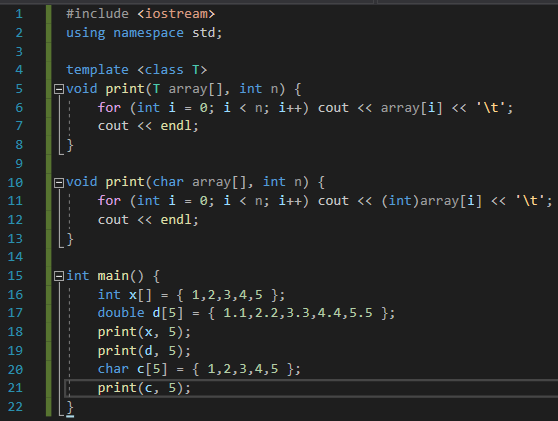 1 #include <iostream>
2 using namespace std;
3
4 template <class T>
5 void print(T array[], int n) {
6 for (int i = 0; i < n; i++) cout << array[i] << '\t';
7 cout << endl;
8 }
9
10 void print(char array[], int n) {
11 for (int i = 0; i < n; i++) cout << (int)array[i] << '\t';
12 cout << endl;
13 }
14
15 int main() {
16 int x[] = { 1,2,3,4,5 };
17 double d[5] = { 1.1,2.2,3.3,4.4,5.5 };
18 print(x, 5);
19 print(d, 5);
20 char c[5] = { 1,2,3,4,5 };
21 print(c, 5);
22 }